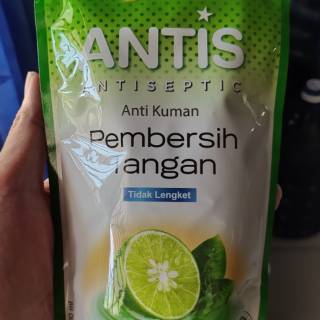 ANTIS
ANTISEPTIC
Anti Kuman
Pembersih
Tangan
Tidak Lengket